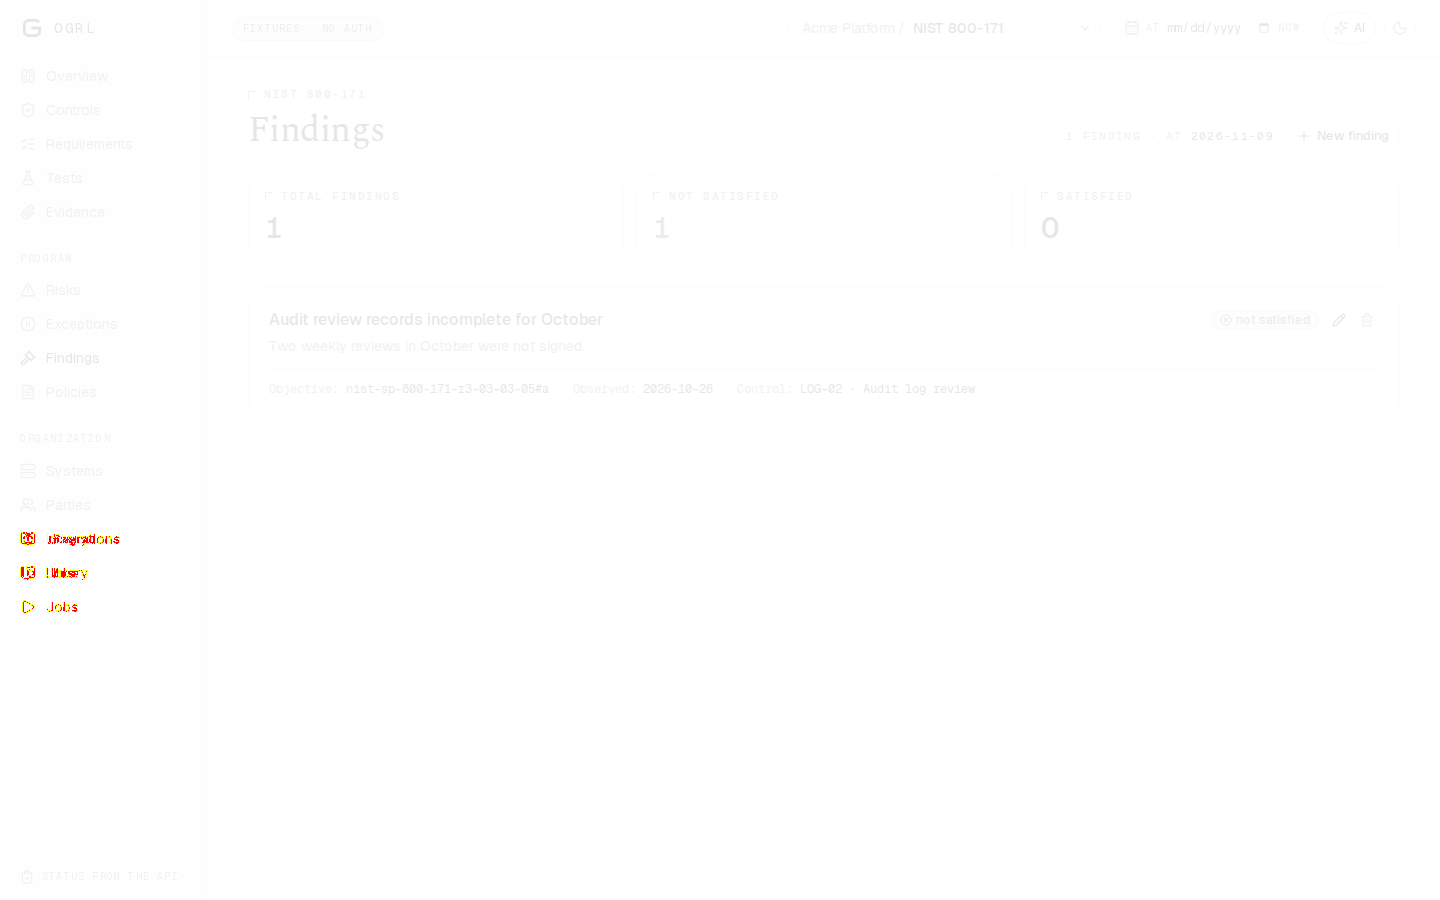 OGRL
FIXTURES NO AUTH
Acme Platform / NIST 800-171
AT mm/dd/yyyy NOW
AI
Overview
Controls
Requirements
Tests
Evidence
PROGRAM
Risks
Exceptions
Findings
Policies
ORGANIZATION
Systems
Parties
Jobs
STATUS FROM THE API
NIST 800-171
Findings
1 FINDING · AT 2026-11-09
New finding
TOTAL FINDINGS
1
NOT SATISFIED
1
SATISFIED
0
Audit review records incomplete for October
not satisfied
Two weekly reviews in October were not signed.
Objective: nist-sp-800-171-r3-03-03-05#a Observed: 2026-10-26 Control: LOG-02 · Audit log review